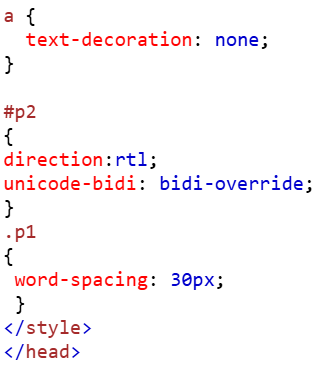 a {
  text-decoration: none;
}

#p2
{
direction:rtl;
unicode-bidi: bidi-override;
}
.p1
{
 word-spacing: 30px;
 }
</style>
</head>